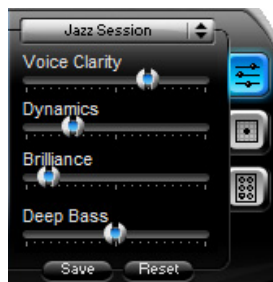 Jazz Session
Voice Clarity
Dynamics
Brilliance
Deep Bass
Save Reset